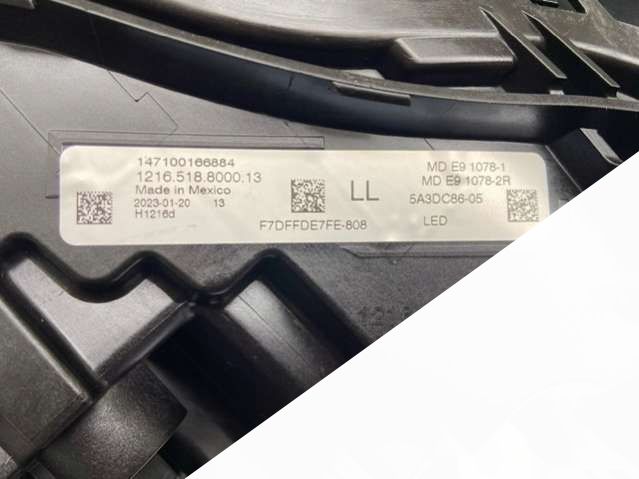 147100166884
1216.518.8000.13
Made in Mexico
2023-01-20 13
H1216d
F7DFFDE7FE-808
LL
MD E9 1078-1
MD E9 1078-2R
5A3DC86-05
LED